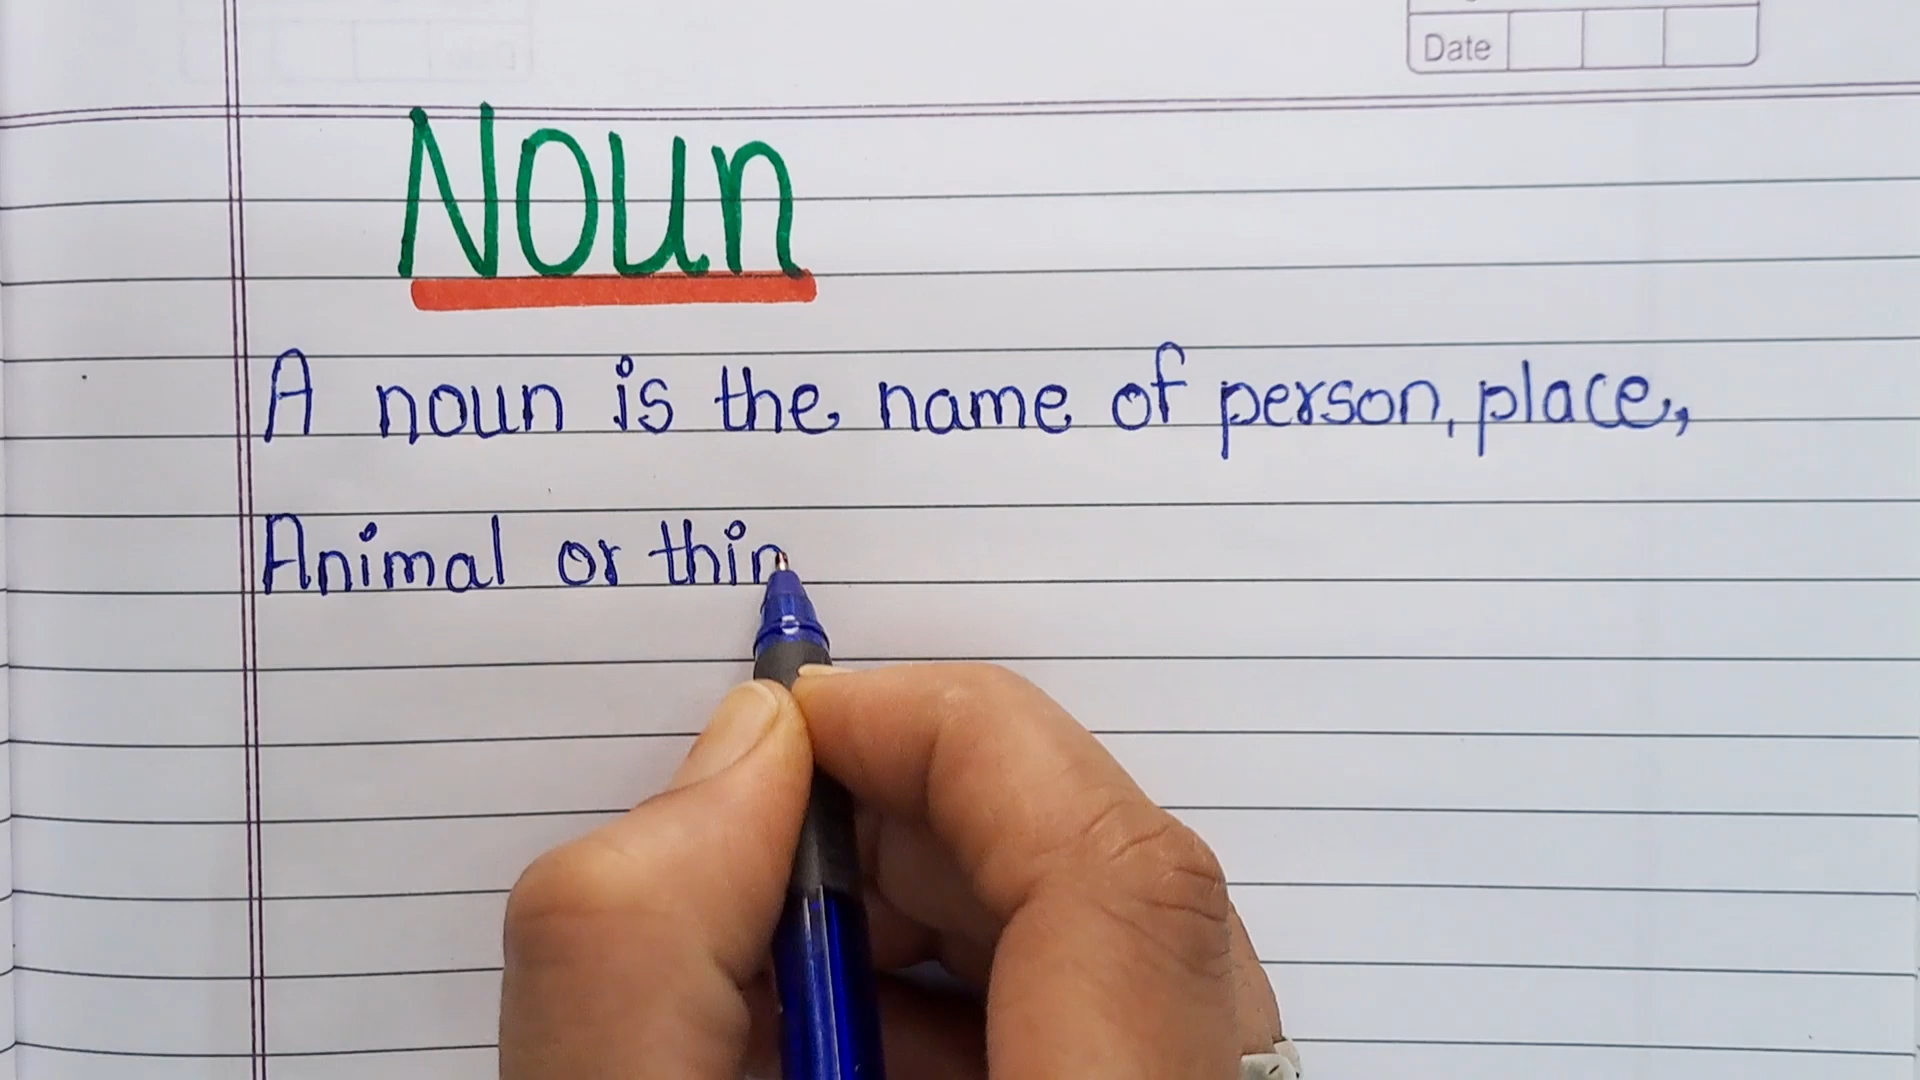 Date
Noun
A noun is the name of person, place,
Animal or thin